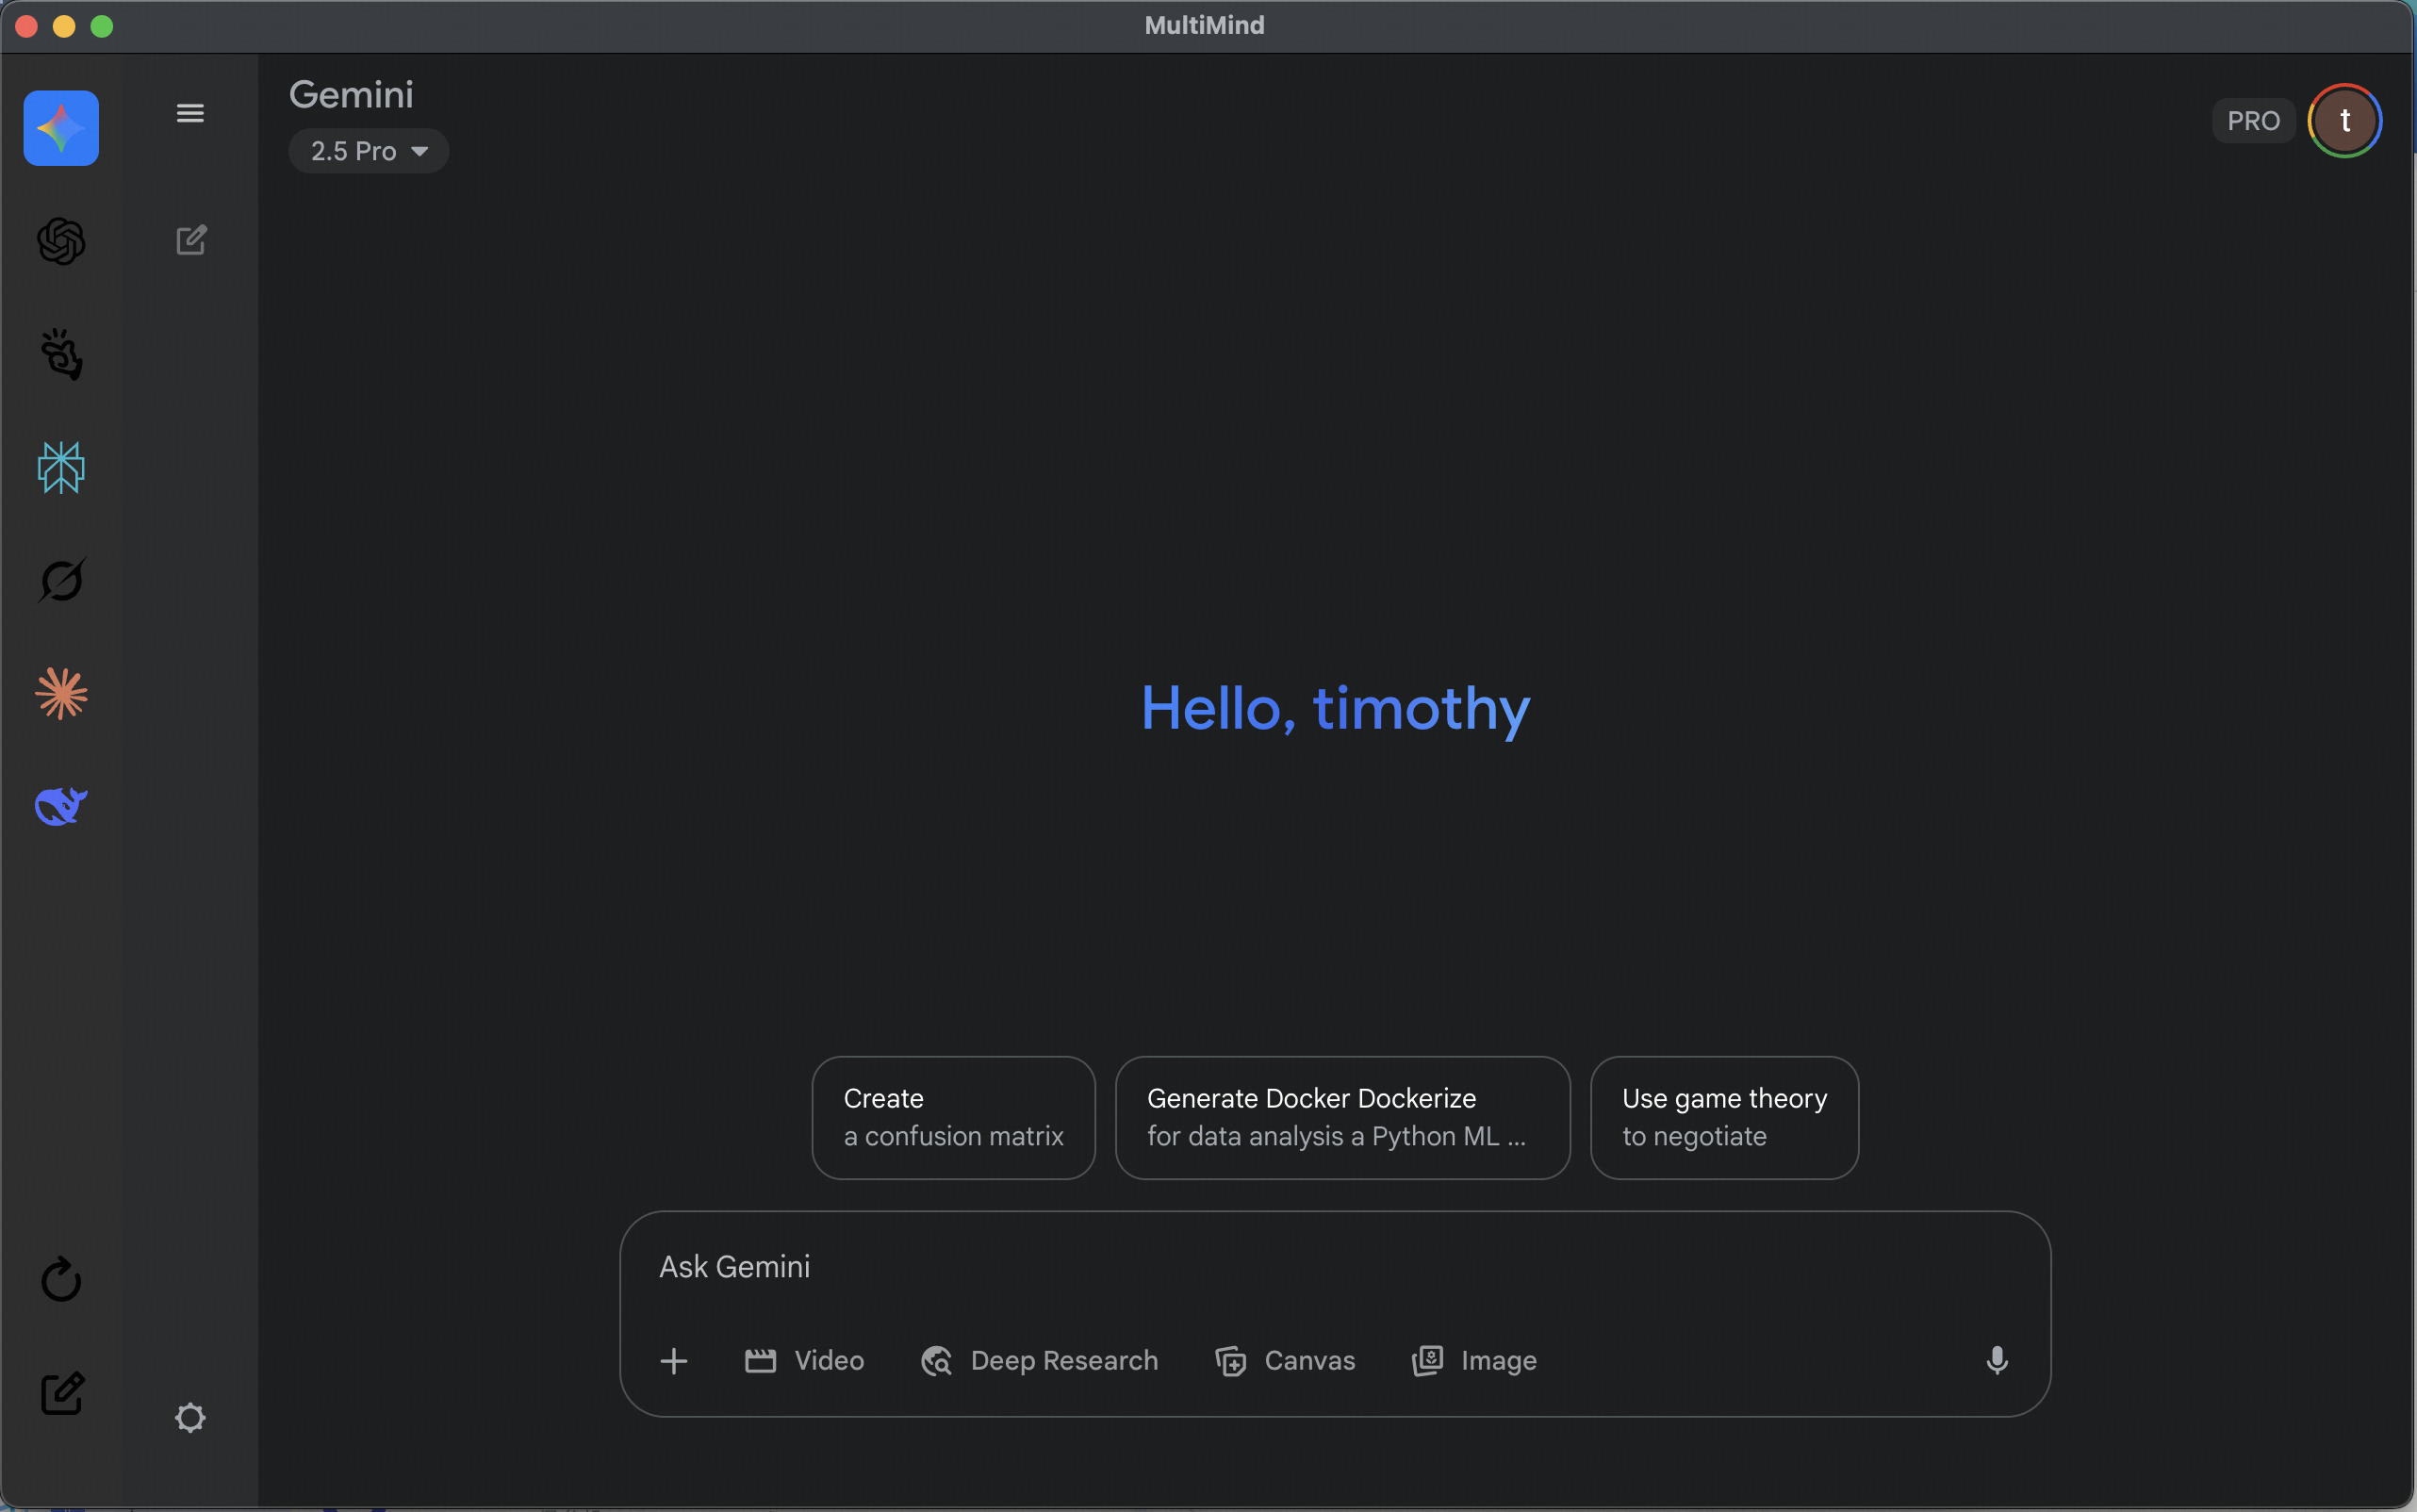 MultiMind
Gemini
2.5 Pro
PRO
t
Hello, timothy
Create
a confusion matrix
Generate Docker Dockerize
for data analysis a Python ML ...
Use game theory
to negotiate
Ask Gemini
Video
Deep Research
Canvas
Image